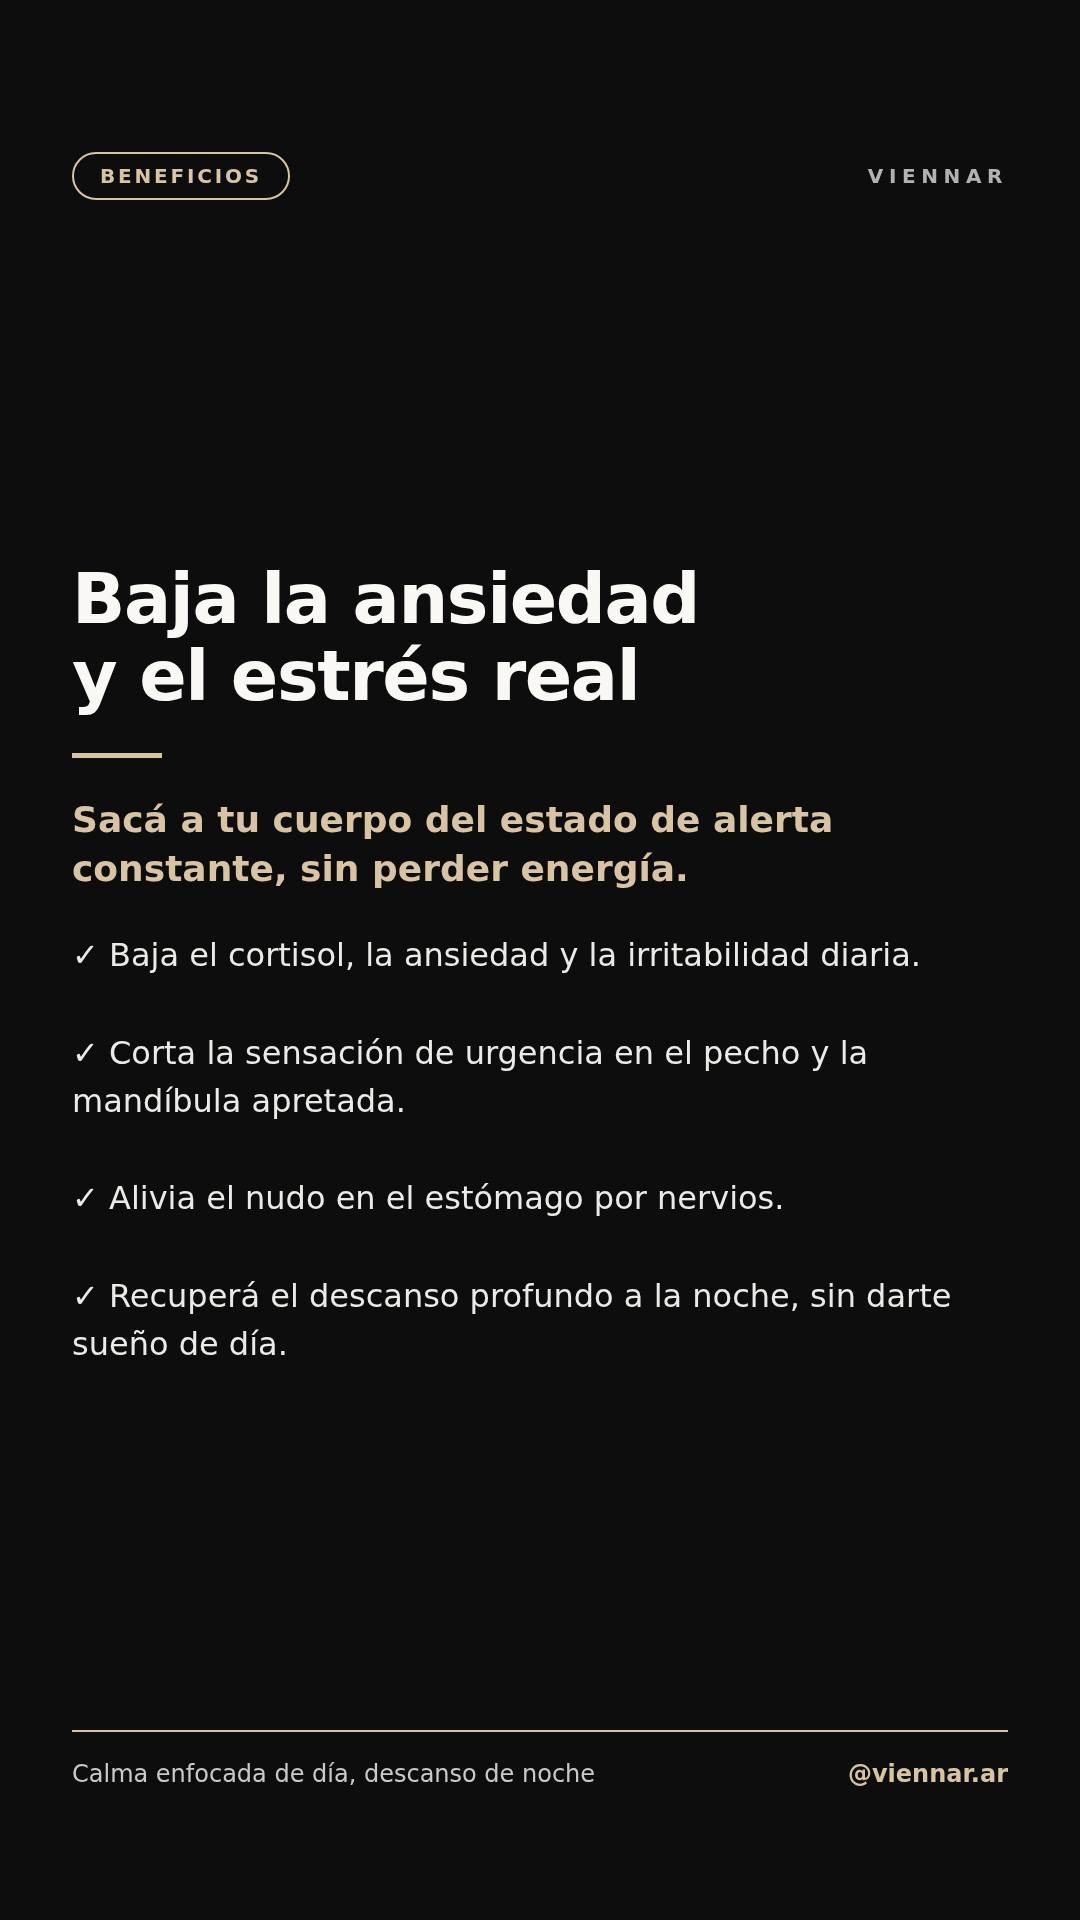 BENEFICIOS
VIENNAR
Baja la ansiedad
y el estrés real
Sacá a tu cuerpo del estado de alerta
constante, sin perder energía.
✓ Baja el cortisol, la ansiedad y la irritabilidad diaria.
✓ Corta la sensación de urgencia en el pecho y la
mandíbula apretada.
✓ Alivia el nudo en el estómago por nervios.
✓ Recuperá el descanso profundo a la noche, sin darte
sueño de día.
Calma enfocada de día, descanso de noche
@viennar.ar